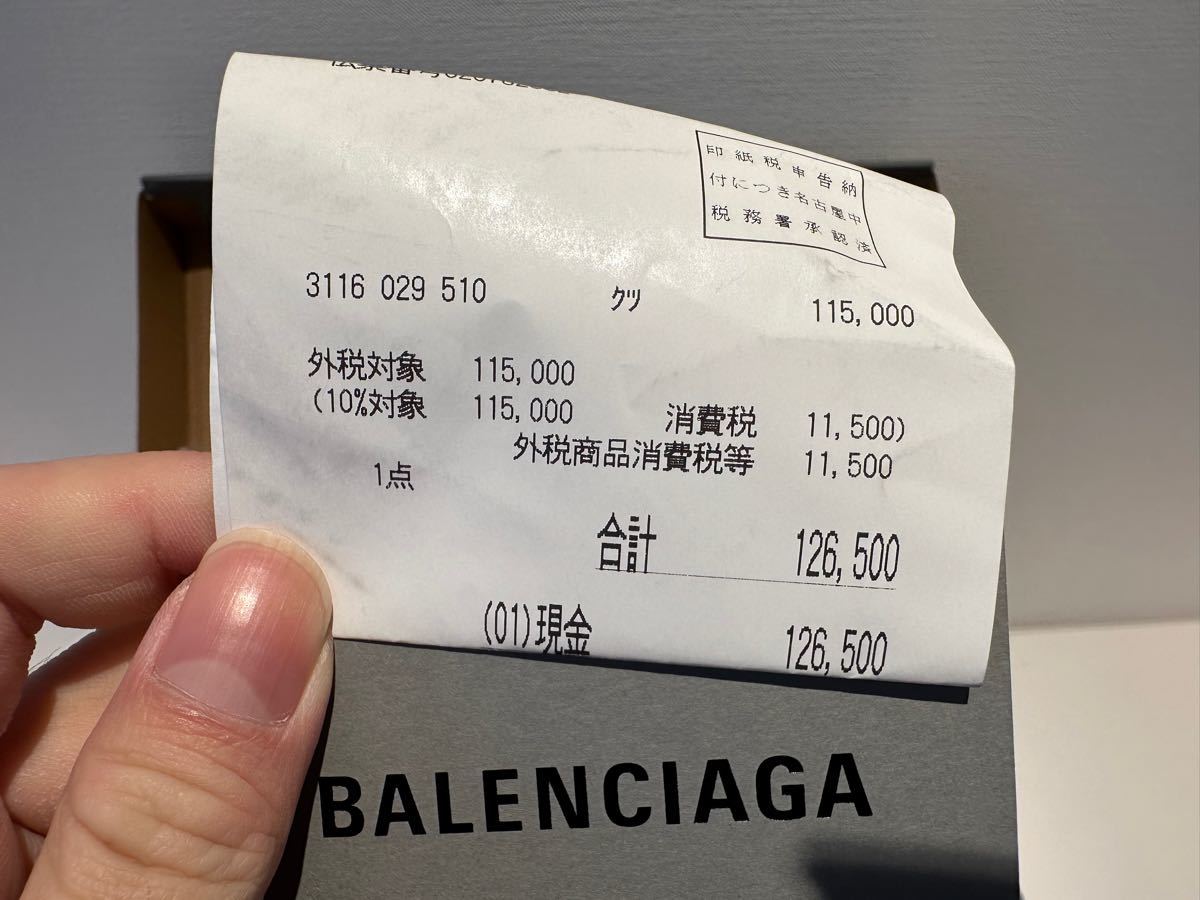 印紙税申告納
付につき名古屋中
税務署承認済
3116 029 510 クツ 115,000
外税対象 115,000
(10%対象 115,000 消費税 11,500)
外税商品消費税等 11,500
1点
合計 126,500
(01)現金 126,500
BALENCIAGA